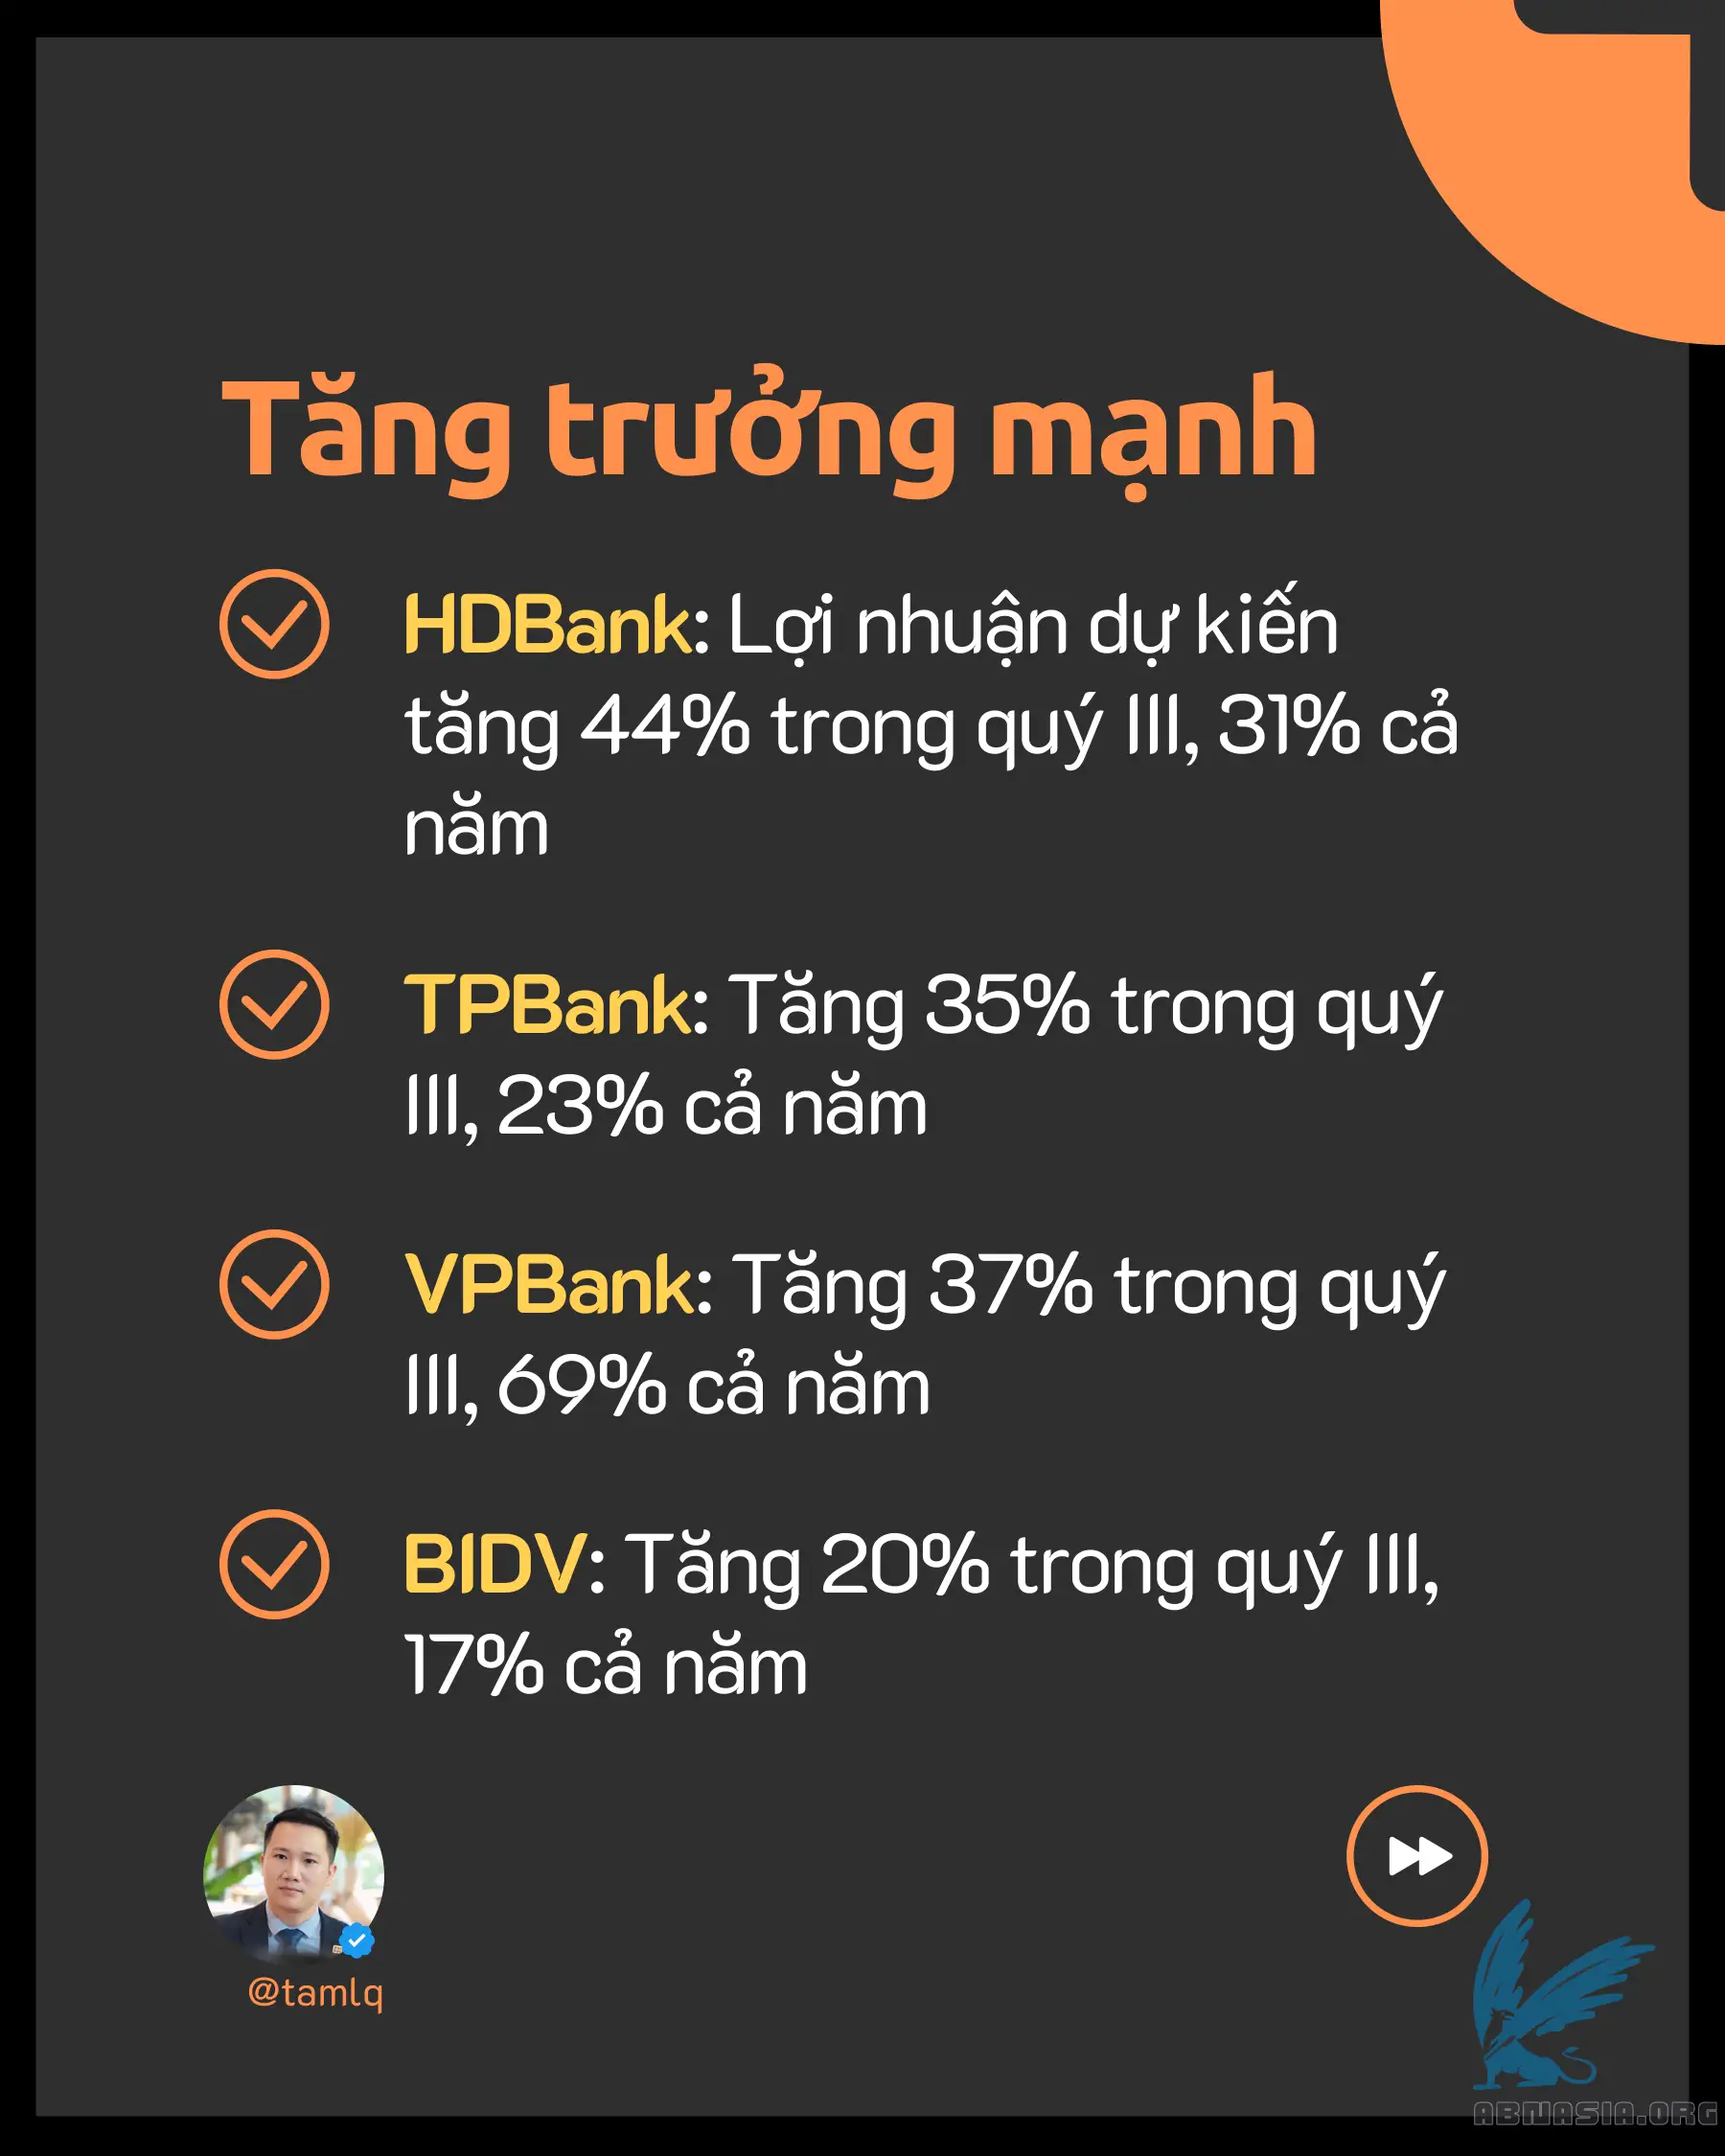 Tăng trưởng mạnh
HDBank: Lợi nhuận dự kiến
tăng 44% trong quý III, 31% cả
năm
TPBank: Tăng 35% trong quý
III, 23% cả năm
VPBank: Tăng 37% trong quý
III, 69% cả năm
BIDV: Tăng 20% trong quý III,
17% cả năm
@tamlq
ABNASIA.ORG